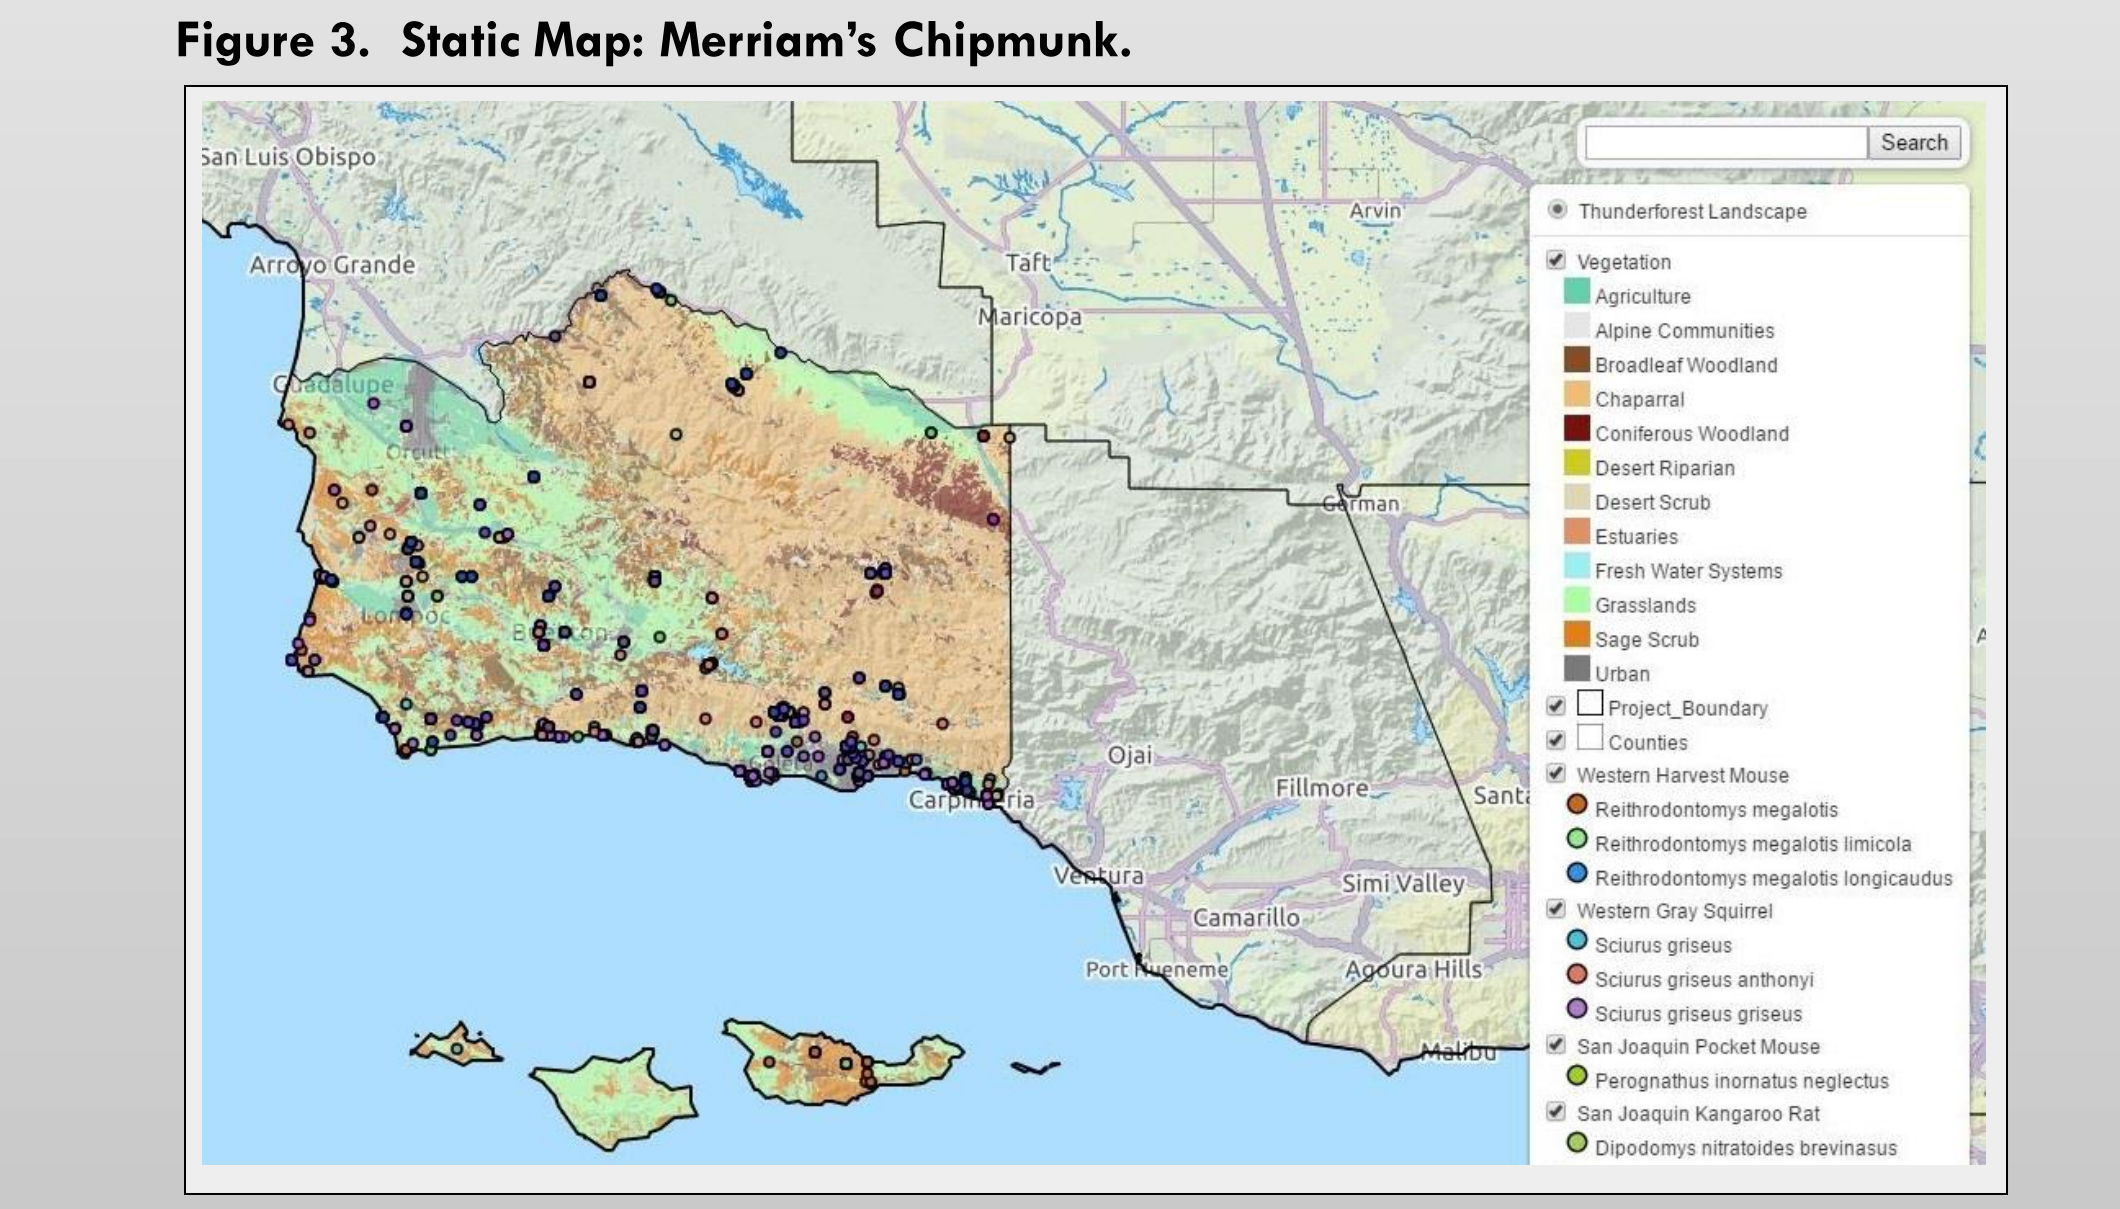 Figure 3. Static Map: Merriam’s Chipmunk.
San Luis Obispo
Search
Arvin
Thunderforest Landscape
Arroyo Grande
Taft
Vegetation
Agriculture
Maricopa
Alpine Communities
Broadleaf Woodland
Guadalupe
Chaparral
Coniferous Woodland
Orcutt
Desert Riparian
Gorman
Desert Scrub
Estuaries
Fresh Water Systems
Grasslands
Lompoc
Sage Scrub
Urban
Project_Boundary
Counties
Ojai
Goleta
Western Harvest Mouse
Fillmore
Santa
Carpinteria
Reithrodontomys megalotis
Reithrodontomys megalotis limicola
Ventura
Simi Valley
Reithrodontomys megalotis longicaudus
Camarillo
Western Gray Squirrel
Sciurus griseus
Port Hueneme
Agoura Hills
Sciurus griseus anthonyi
Sciurus griseus griseus
Malibu
San Joaquin Pocket Mouse
Perognathus inornatus neglectus
San Joaquin Kangaroo Rat
Dipodomys nitratoides brevinasus